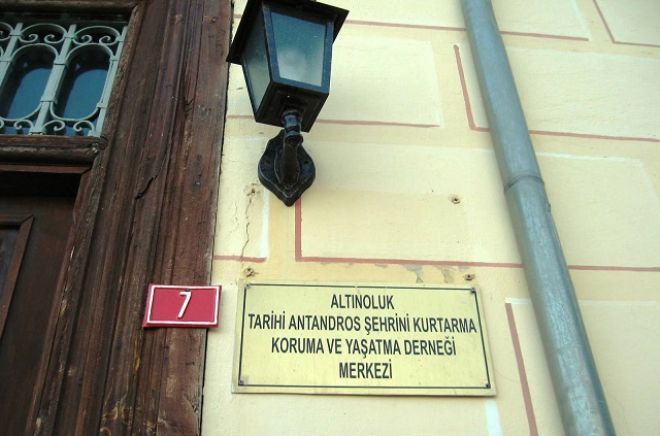 7
ALTINOLUK
TARİHİ ANTANDROS ŞEHRİNİ KURTARMA
KORUMA VE YAŞATMA DERNEĞİ
MERKEZİ